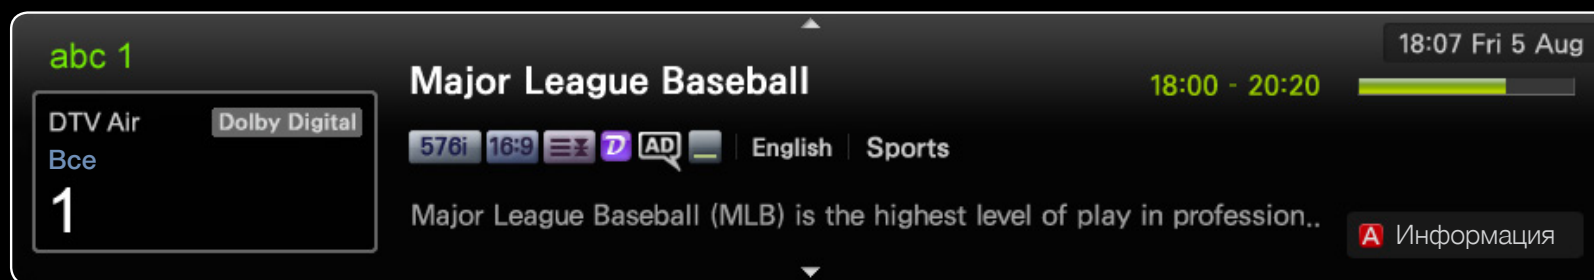 abc 1
DTV Air Dolby Digital
Все
1
Major League Baseball
18:00 - 20:20
18:07 Fri 5 Aug
576i 16:9 D AD English Sports
Major League Baseball (MLB) is the highest level of play in profession..
A Информация